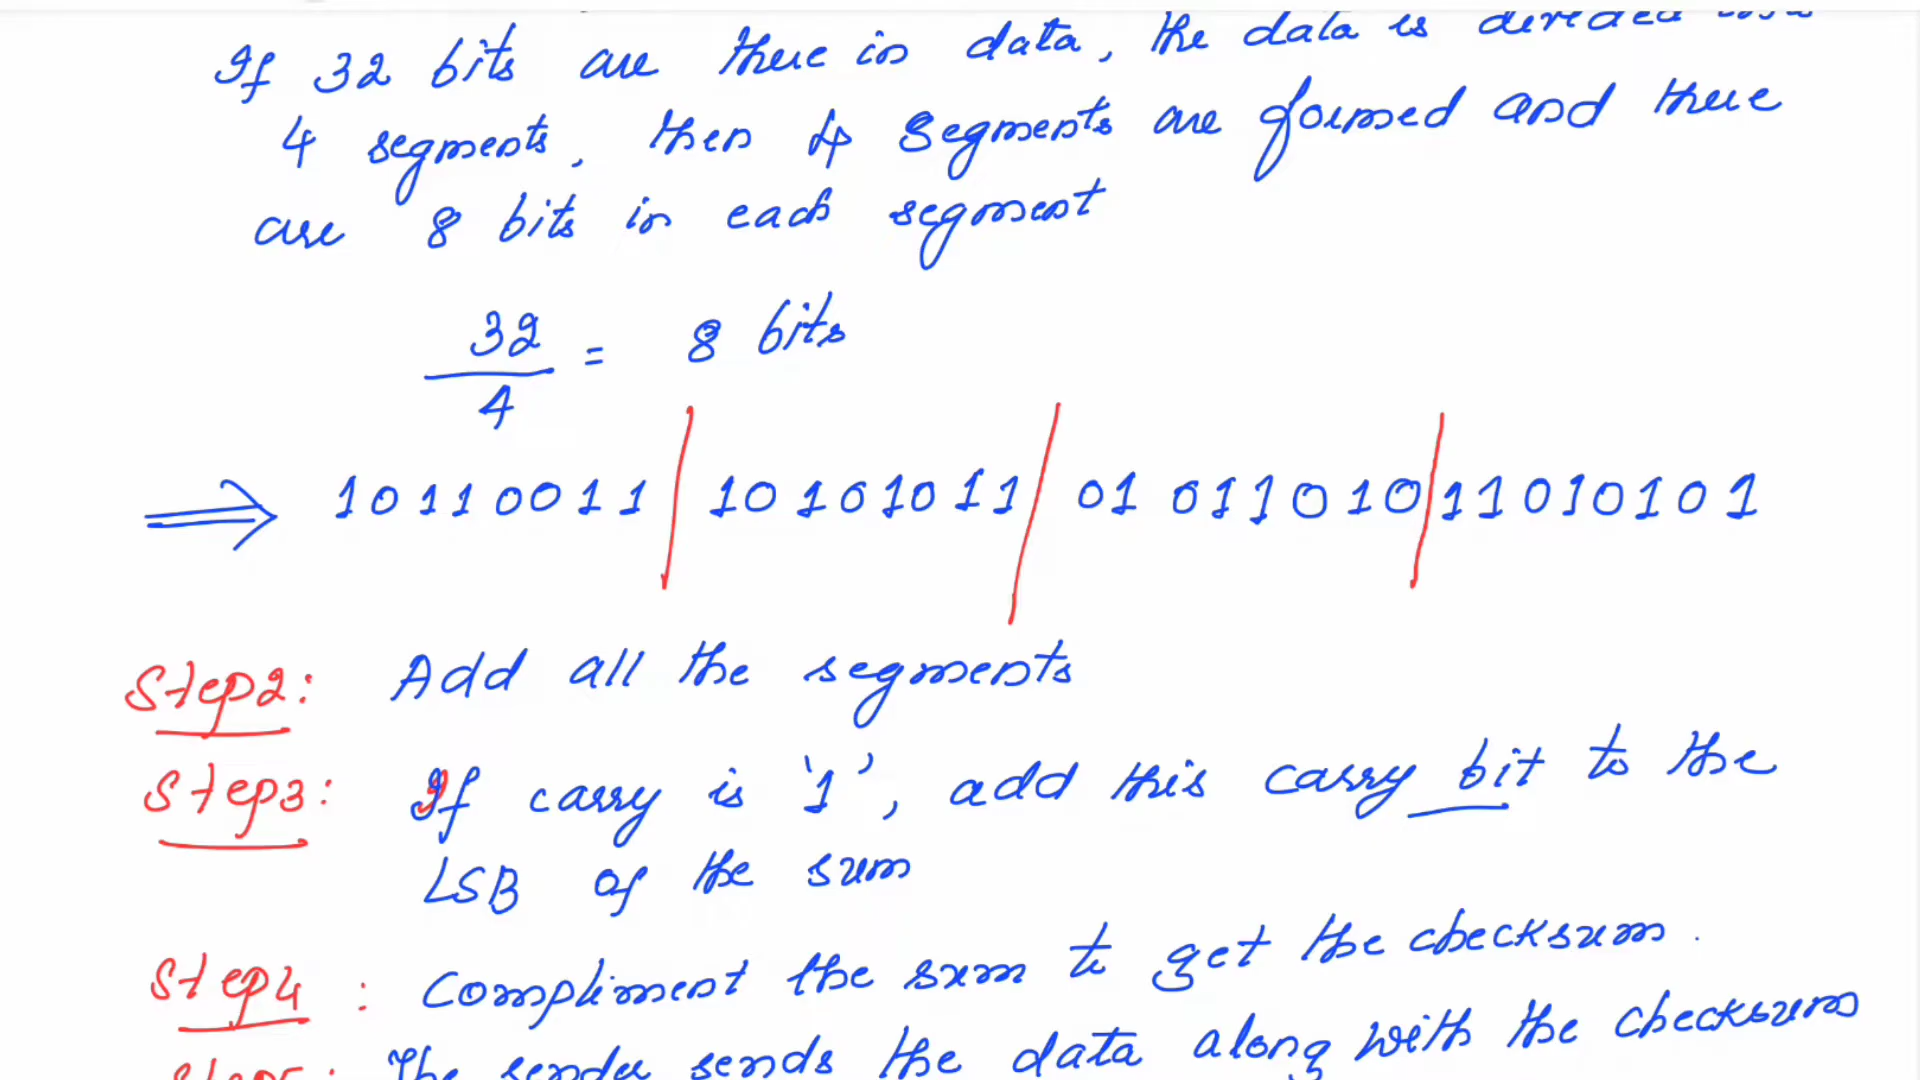 If 32 bits are there in data, the data is divided into
4 segments, then 4 segments are formed and there
are 8 bits in each segment
32/4 = 8 bits
⇒ 10110011 | 10101011 | 01011010 | 11010101
Step2: Add all the segments
Step3: If carry is '1', add this carry bit to the
LSB of the sum
Step4 : Compliment the sum to get the checksum.
Step5: The sender sends the data along with the checksum